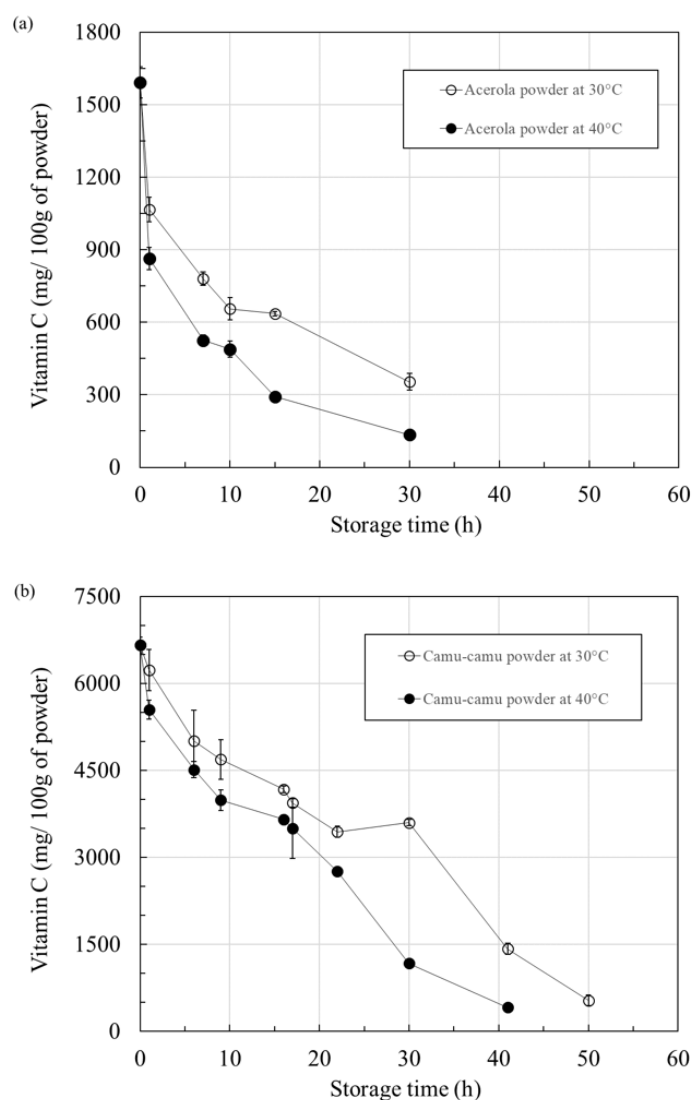 (a)
1800
1500
1200
900
600
300
0
Vitamin C (mg/ 100g of powder)
Acerola powder at 30°C
Acerola powder at 40°C
0 10 20 30 40 50 60
Storage time (h)
(b)
7500
6000
4500
3000
1500
0
Vitamin C (mg/ 100g of powder)
Camu-camu powder at 30°C
Camu-camu powder at 40°C
0 10 20 30 40 50 60
Storage time (h)